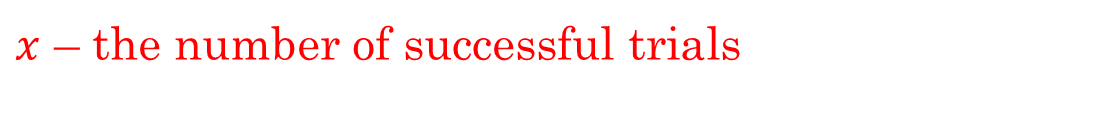 x – the number of successful trials